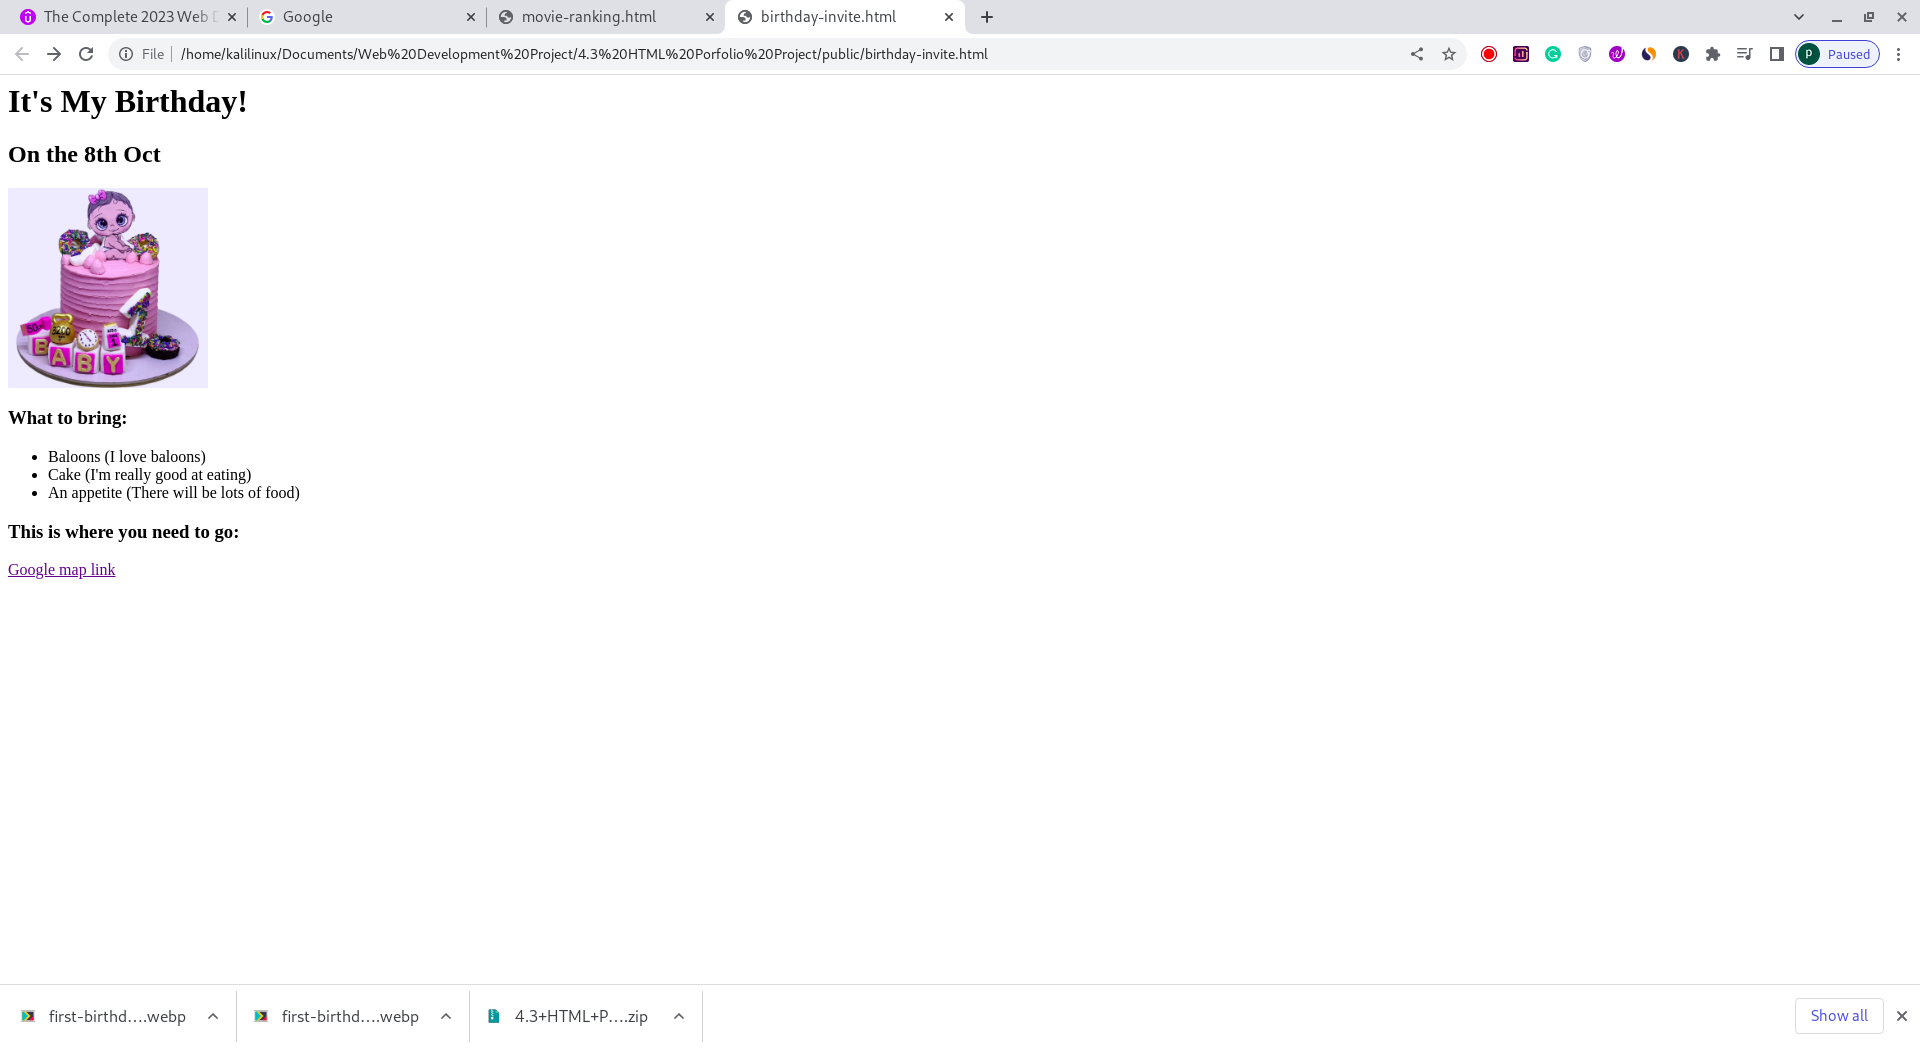 The Complete 2023 Web D
Google
movie-ranking.html
birthday-invite.html
File
/home/kalilinux/Documents/Web%20Development%20Project/4.3%20HTML%20Porfolio%20Project/public/birthday-invite.html
P
Paused
It's My Birthday!
On the 8th Oct
1
B A B Y
What to bring:
Baloons (I love baloons)
Cake (I'm really good at eating)
An appetite (There will be lots of food)
This is where you need to go:
Google map link
first-birthd....webp
first-birthd....webp
4.3+HTML+P....zip
Show all